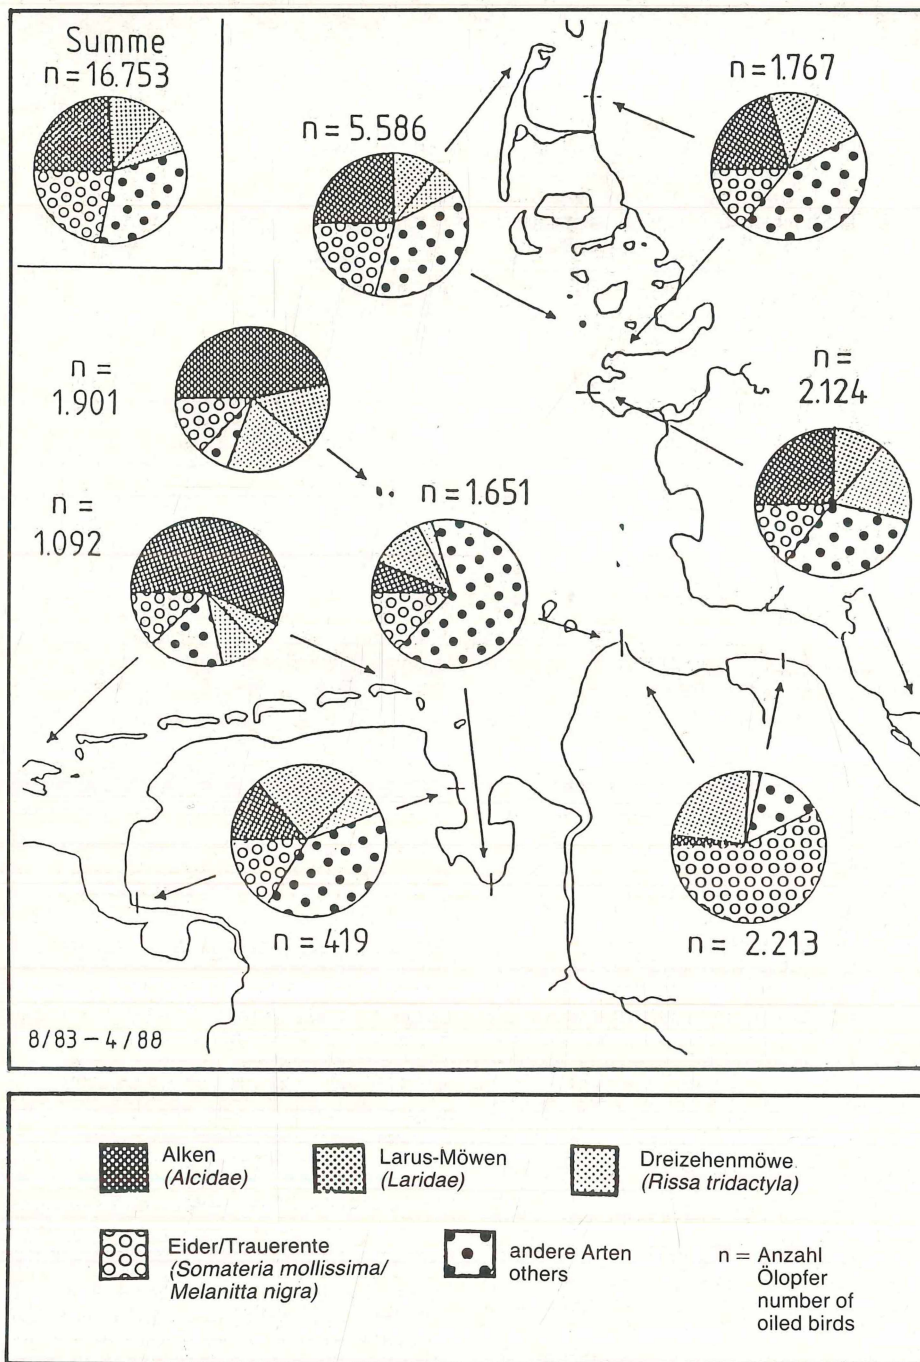 Summe
n = 16.753
n = 5.586
n = 1.767
n =
1.901
n =
2.124
n =
1.092
n = 1.651
n = 419
n = 2.213
8/83 – 4/88
Alken
(Alcidae)
Larus-Möwen
(Laridae)
Dreizehenmöwe
(Rissa tridactyla)
Eider/Trauerente
(Somateria mollissima/
Melanitta nigra)
andere Arten
others
n = Anzahl
Ölopfer
number of
oiled birds